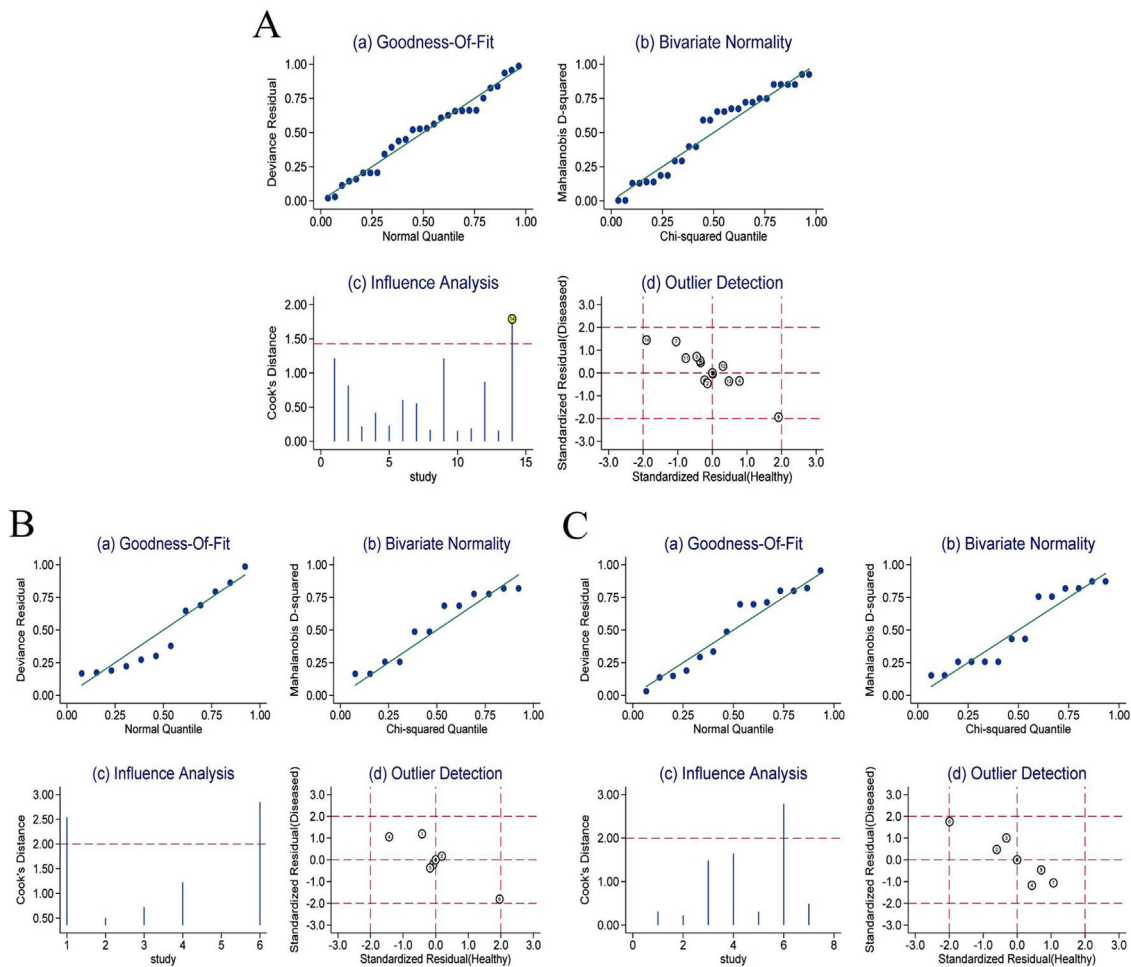 A
(a) Goodness-Of-Fit
Deviance Residual
1.00
0.75
0.50
0.25
0.00
0.00 0.25 0.50 0.75 1.00
Normal Quantile
(b) Bivariate Normality
Mahalanobis D-squared
1.00
0.75
0.50
0.25
0.00
0.00 0.25 0.50 0.75 1.00
Chi-squared Quantile
(c) Influence Analysis
Cook's Distance
2.00
1.50
1.00
0.50
0.00
14
0 5 10 15
study
(d) Outlier Detection
Standardized Residual(Diseased)
3.0
2.0
1.0
0.0
-1.0
-2.0
-3.0
-3.0 -2.0 -1.0 0.0 1.0 2.0 3.0
Standardized Residual(Healthy)
B
(a) Goodness-Of-Fit
Deviance Residual
1.00
0.75
0.50
0.25
0.00
0.00 0.25 0.50 0.75 1.00
Normal Quantile
(b) Bivariate Normality
Mahalanobis D-squared
1.00
0.75
0.50
0.25
0.00
0.00 0.25 0.50 0.75 1.00
Chi-squared Quantile
(c) Influence Analysis
Cook's Distance
3.00
2.00
1.00
0.50
1 2 3 4 6
study
(d) Outlier Detection
Standardized Residual(Diseased)
3.0
2.0
1.0
0.0
-1.0
-2.0
-3.0
-3.0 -2.0 -1.0 0.0 1.0 2.0 3.0
Standardized Residual(Healthy)
C
(a) Goodness-Of-Fit
Deviance Residual
1.00
0.75
0.50
0.25
0.00
0.00 0.25 0.50 0.75 1.00
Normal Quantile
(b) Bivariate Normality
Mahalanobis D-squared
1.00
0.75
0.50
0.25
0.00
0.00 0.25 0.50 0.75 1.00
Chi-squared Quantile
(c) Influence Analysis
Cook's Distance
3.00
2.00
1.00
0.00
0 2 4 6 8
study
(d) Outlier Detection
Standardized Residual(Diseased)
3.0
2.0
1.0
0.0
-1.0
-2.0
-3.0
-3.0 -2.0 -1.0 0.0 1.0 2.0 3.0
Standardized Residual(Healthy)